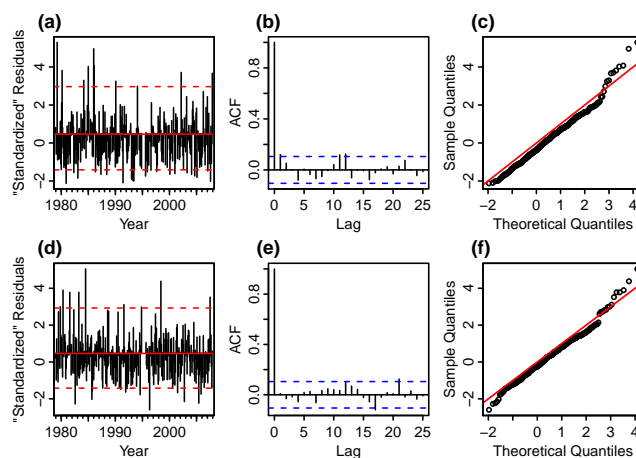 (a)
"Standardized" Residuals
4
2
0
−2
1980 1990 2000
Year
(b)
ACF
0.8
0.4
0.0
0 5 10 15 20 25
Lag
(c)
Sample Quantiles
4
2
0
−2
−2 −1 0 1 2 3 4
Theoretical Quantiles
(d)
"Standardized" Residuals
4
2
0
−2
1980 1990 2000
Year
(e)
ACF
0.8
0.4
0.0
0 5 10 15 20 25
Lag
(f)
Sample Quantiles
4
2
0
−2
−2 0 1 2 3 4
Theoretical Quantiles